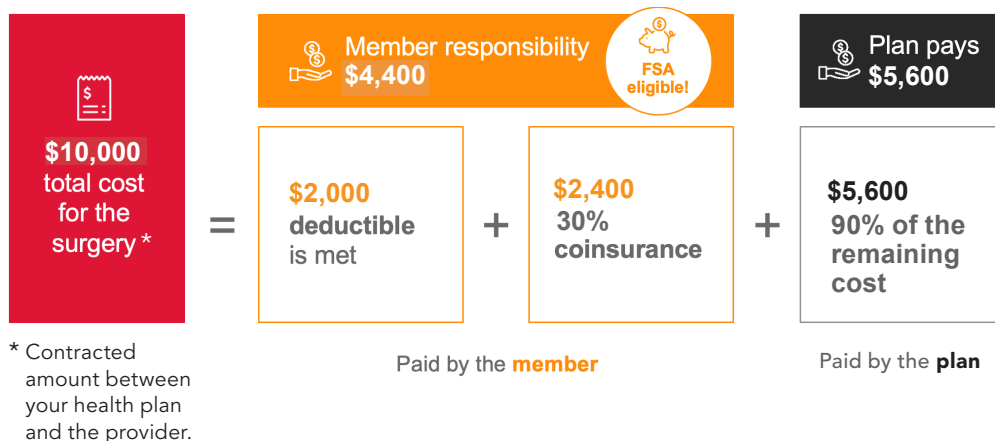 $
$10,000
total cost
for the
surgery *
* Contracted
amount between
your health plan
and the provider.
=
Member responsibility
$4,400
FSA
eligible!
$2,000
deductible
is met
+
$2,400
30%
coinsurance
Paid by the member
+
Plan pays
$5,600
$5,600
90% of the
remaining
cost
Paid by the plan